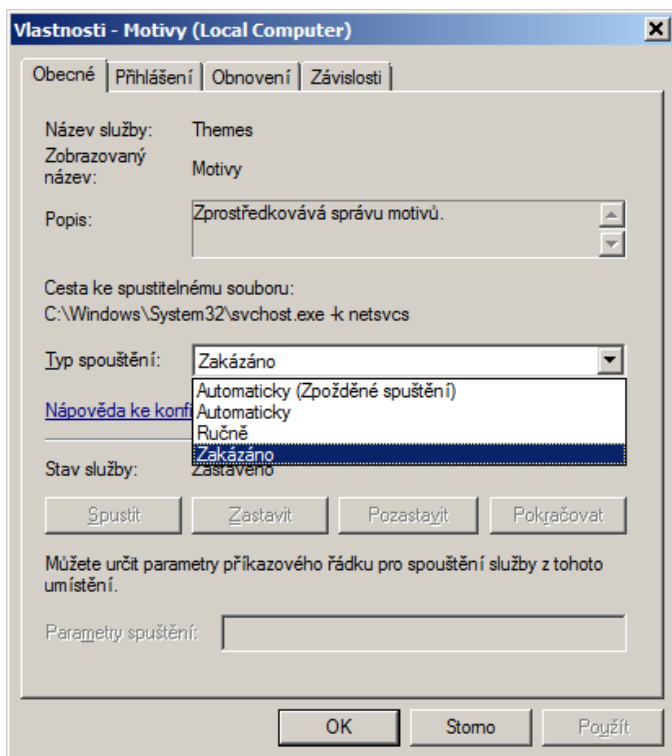 Vlastnosti - Motivy (Local Computer)
Obecné Přihlášení Obnovení Závislosti
Název služby: Themes
Zobrazovaný název: Motivy
Popis: Zprostředkovává správu motivů.
Cesta ke spustitelnému souboru:
C:\Windows\System32\svchost.exe -k netsvcs
Typ spouštění: Zakázáno
Automaticky (Zpožděné spuštění)
Automaticky
Ručně
Zakázáno
Nápověda ke konfi
Stav služby: Zastaveno
Spustit Zastavit Pozastavit Pokračovat
Můžete určit parametry příkazového řádku pro spouštění služby z tohoto
umístění.
Parametry spuštění:
OK Storno Použít